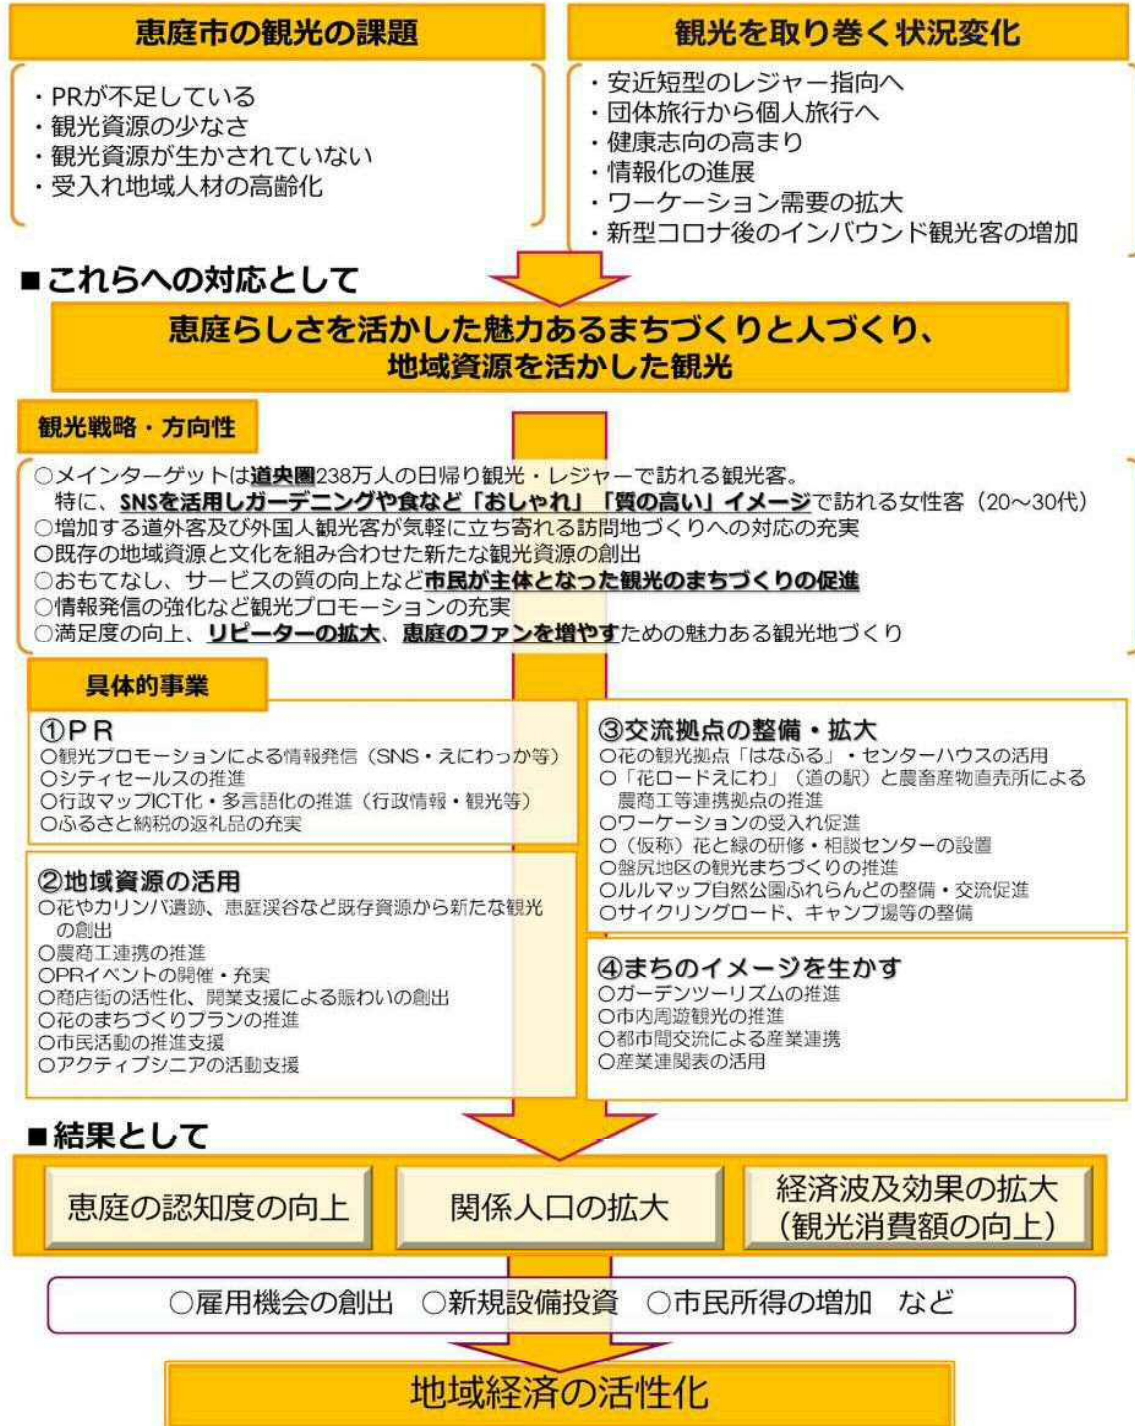 恵庭市の観光の課題
・PRが不足している
・観光資源の少なさ
・観光資源が生かされていない
・受入れ地域人材の高齢化
観光を取り巻く状況変化
・安近短型のレジャー指向へ
・団体旅行から個人旅行へ
・健康志向の高まり
・情報化の進展
・ワーケーション需要の拡大
・新型コロナ後のインバウンド観光客の増加
■これらへの対応として
恵庭らしさを活かした魅力あるまちづくりと人づくり、
地域資源を活かした観光
観光戦略・方向性
○メインターゲットは道央圏238万人の日帰り観光・レジャーで訪れる観光客。
特に、SNSを活用しガーデニングや食など「おしゃれ」「質の高い」イメージで訪れる女性客（20～30代）
○増加する道外客及び外国人観光客が気軽に立ち寄れる訪問地づくりへの対応の充実
○既存の地域資源と文化を組み合わせた新たな観光資源の創出
○おもてなし、サービスの質の向上など市民が主体となった観光のまちづくりの促進
○情報発信の強化など観光プロモーションの充実
○満足度の向上、リピーターの拡大、恵庭のファンを増やすための魅力ある観光地づくり
具体的事業
①ＰＲ
○観光プロモーションによる情報発信（SNS・えにわっか等）
○シティセールスの推進
○行政マップICT化・多言語化の推進（行政情報・観光等）
○ふるさと納税の返礼品の充実
②地域資源の活用
○花やカリンバ遺跡、恵庭渓谷など既存資源から新たな観光
の創出
○農商工連携の推進
○PRイベントの開催・充実
○商店街の活性化、開業支援による賑わいの創出
○花のまちづくりプランの推進
○市民活動の推進支援
○アクティブシニアの活動支援
③交流拠点の整備・拡大
○花の観光拠点「はなふる」・センターハウスの活用
○「花ロードえにわ」（道の駅）と農畜産物直売所による
農商工等連携拠点の推進
○ワーケーションの受入れ促進
○（仮称）花と緑の研修・相談センターの設置
○盤尻地区の観光まちづくりの推進
○ルルマップ自然公園ふれらんどの整備・交流促進
○サイクリングロード、キャンプ場等の整備
④まちのイメージを生かす
○ガーデンツーリズムの推進
○市内周遊観光の推進
○都市間交流による産業連携
○産業連関表の活用
■結果として
恵庭の認知度の向上
関係人口の拡大
経済波及効果の拡大
（観光消費額の向上）
○雇用機会の創出 ○新規設備投資 ○市民所得の増加 など
地域経済の活性化